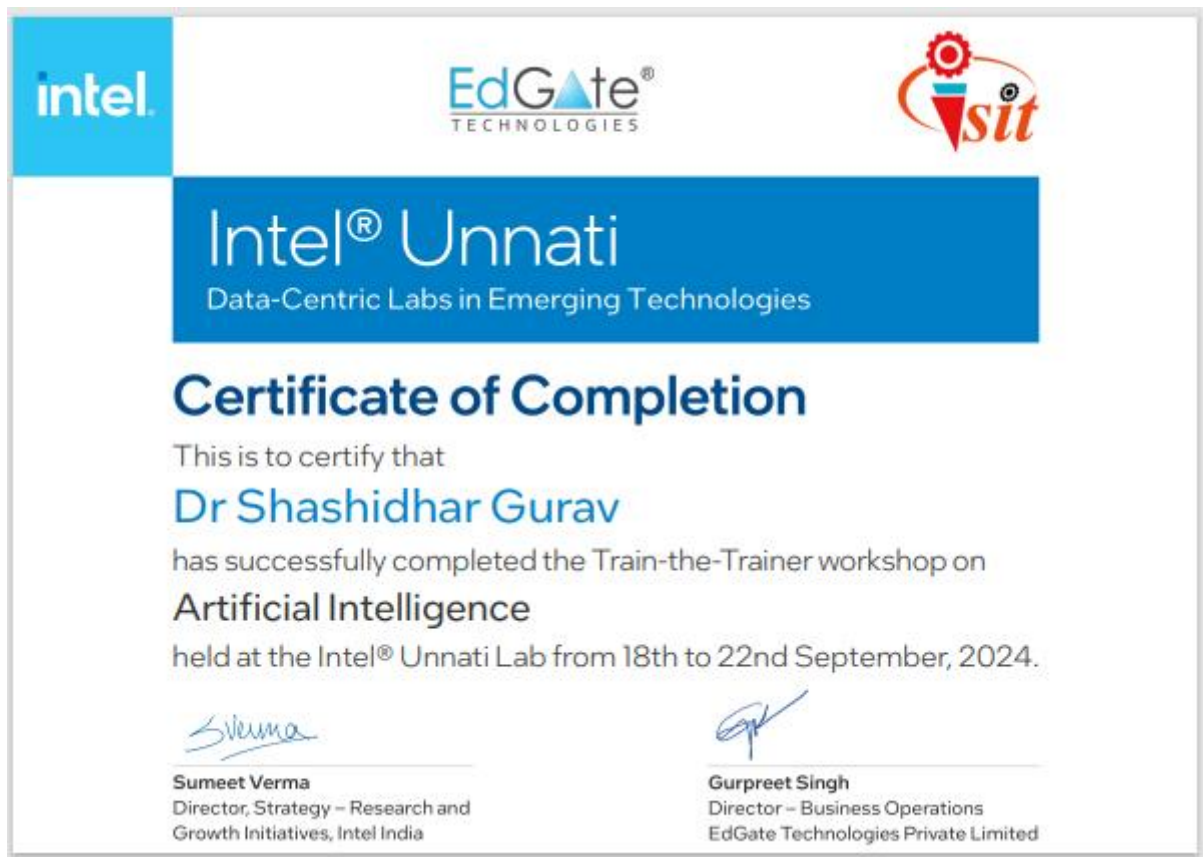 intel.
EdGate®
TECHNOLOGIES
isit
Intel® Unnati
Data-Centric Labs in Emerging Technologies
Certificate of Completion
This is to certify that
Dr Shashidhar Gurav
has successfully completed the Train-the-Trainer workshop on
Artificial Intelligence
held at the Intel® Unnati Lab from 18th to 22nd September, 2024.
SVerma
Sumeet Verma
Director, Strategy – Research and
Growth Initiatives, Intel India
Gurpreet Singh
Director – Business Operations
EdGate Technologies Private Limited